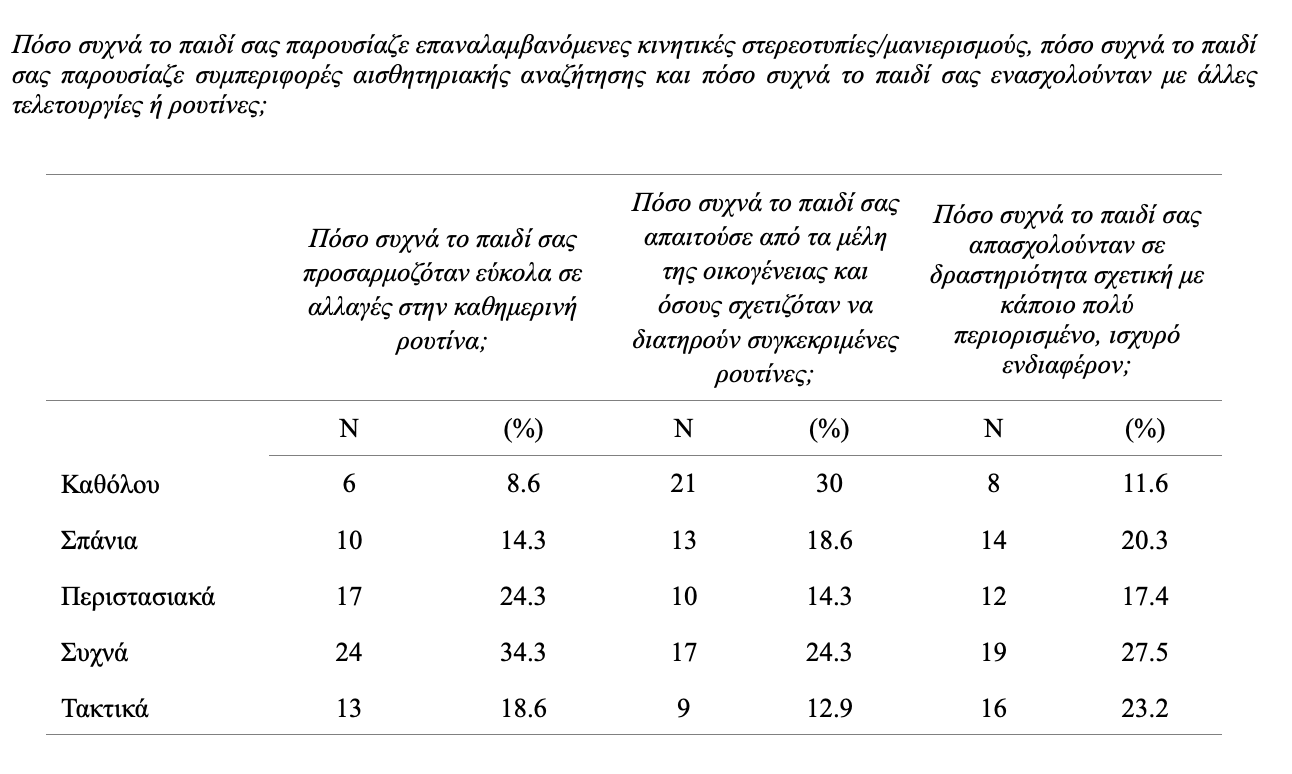 Πόσο συχνά το παιδί σας παρουσίαζε επαναλαμβανόμενες κινητικές στερεοτυπίες/μανιερισμούς, πόσο συχνά το παιδί
σας παρουσίαζε συμπεριφορές αισθητηριακής αναζήτησης και πόσο συχνά το παιδί σας ενασχολούνταν με άλλες
τελετουργίες ή ρουτίνες;
Πόσο συχνά το παιδί σας
προσαρμοζόταν εύκολα σε
αλλαγές στην καθημερινή
ρουτίνα;
Πόσο συχνά το παιδί σας
απαιτούσε από τα μέλη
της οικογένειας και
όσους σχετιζόταν να
διατηρούν συγκεκριμένες
ρουτίνες;
Πόσο συχνά το παιδί σας
απασχολούνταν σε
δραστηριότητα σχετική με
κάποιο πολύ
περιορισμένο, ισχυρό
ενδιαφέρον;
N (%) N (%) N (%)
Καθόλου 6 8.6 21 30 8 11.6
Σπάνια 10 14.3 13 18.6 14 20.3
Περιστασιακά 17 24.3 10 14.3 12 17.4
Συχνά 24 34.3 17 24.3 19 27.5
Τακτικά 13 18.6 9 12.9 16 23.2